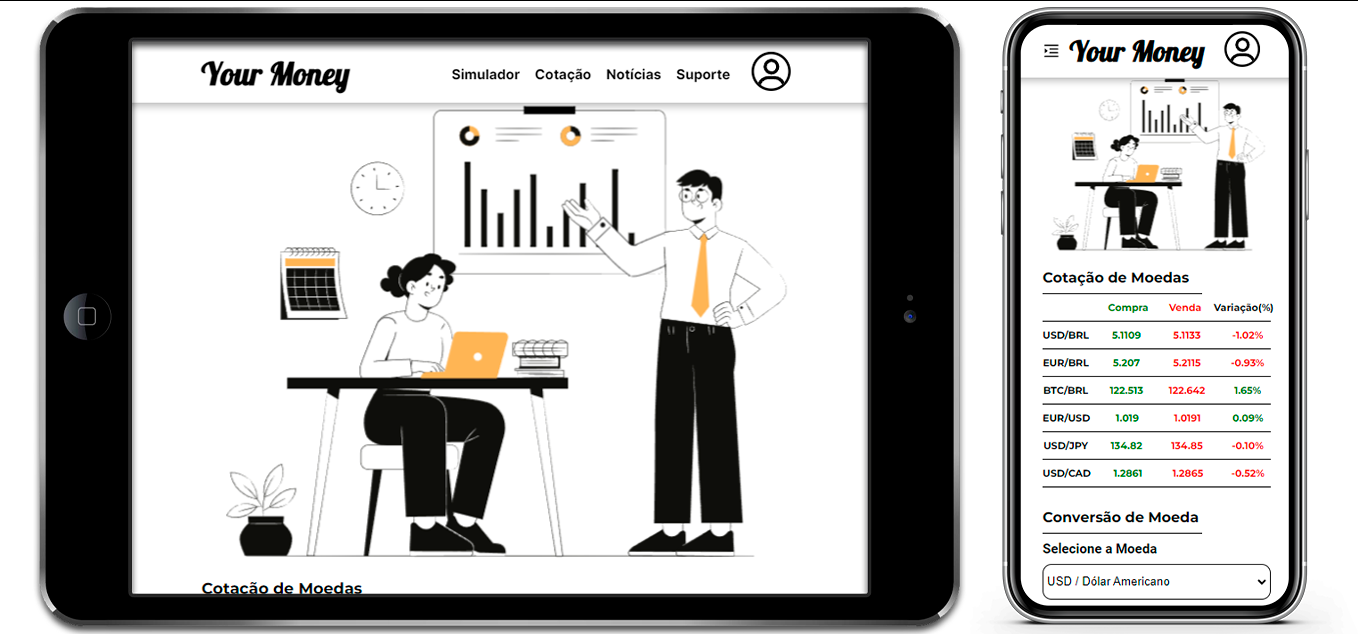 Your Money
Simulador Cotação Notícias Suporte
Cotação de Moedas
Your Money
Cotação de Moedas
Compra Venda Variação(%)
USD/BRL 5.1109 5.1133 -1.02%
EUR/BRL 5.207 5.2115 -0.93%
BTC/BRL 122.513 122.642 1.65%
EUR/USD 1.019 1.0191 0.09%
USD/JPY 134.82 134.85 -0.10%
USD/CAD 1.2861 1.2865 -0.52%
Conversão de Moeda
Selecione a Moeda
USD / Dólar Americano